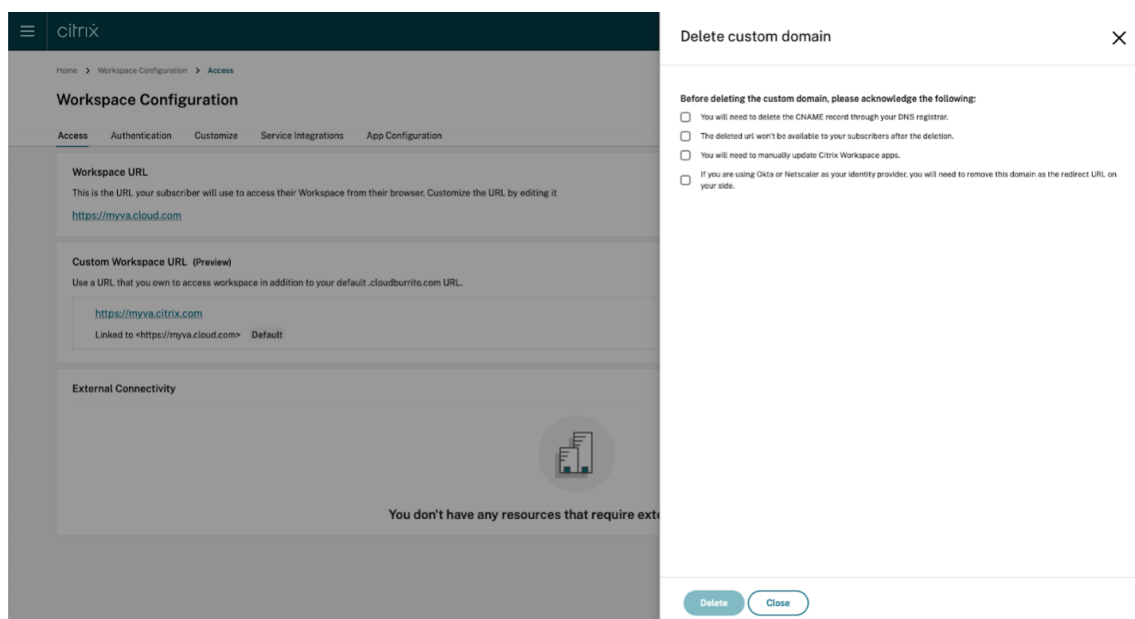 citrix
Home > Workspace Configuration > Access
Workspace Configuration
Access Authentication Customize Service Integrations App Configuration
Workspace URL
This is the URL your subscriber will use to access their Workspace from their browser. Customize the URL by editing it
https://myva.cloud.com
Custom Workspace URL (Preview)
Use a URL that you own to access workspace in addition to your default .cloudburrito.com URL.
https://myva.citrix.com
Linked to <https://myva.cloud.com> Default
External Connectivity
You don't have any resources that require exte
Delete custom domain
Before deleting the custom domain, please acknowledge the following:
You will need to delete the CNAME record through your DNS registrar.
The deleted url won't be available to your subscribers after the deletion.
You will need to manually update Citrix Workspace apps.
If you are using Okta or Netscaler as your identity provider, you will need to remove this domain as the redirect URL on
your side.
Delete Close